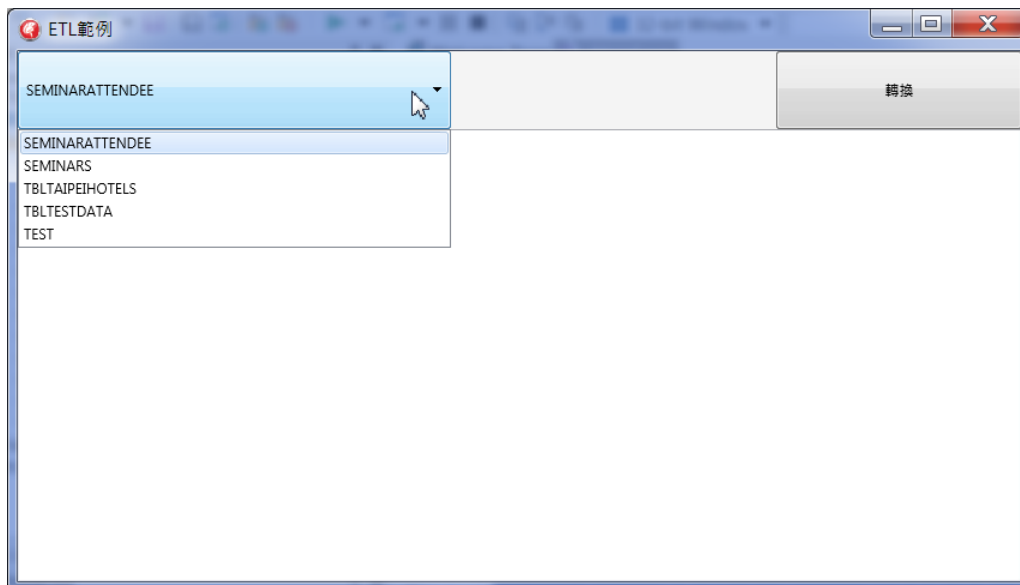 ETL範例
SEMINARATTENDEE
轉換
SEMINARATTENDEE
SEMINARS
TBLTAIPEIHOTELS
TBLTESTDATA
TEST